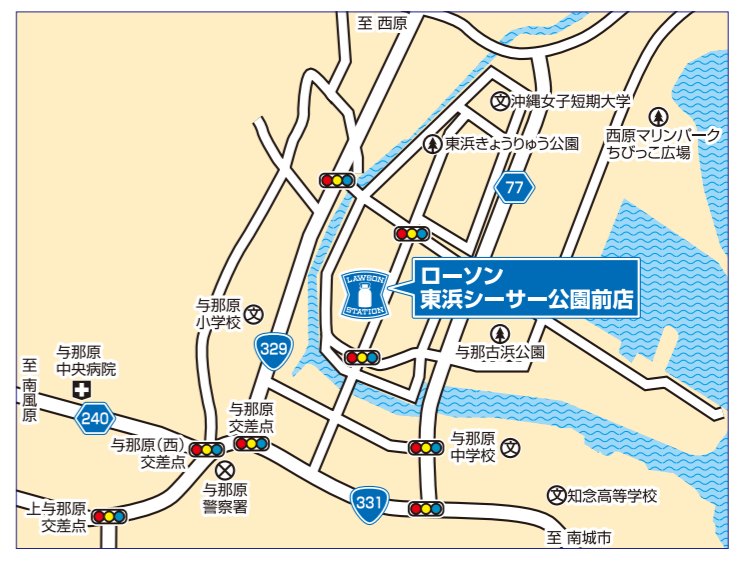 至 西原
文沖縄女子短期大学
東浜きょうりゅう公園
西原マリンパーク
ちびっこ広場
77
LAWSON
STATION
ローソン
東浜シーサー公園前店
与那原
小学校
文
329
与那古浜公園
至
南
風
原
与那原
中央病院
240
与那原
交差点
与那原(西)
交差点
与那原
中学校
文
与那原
警察署
331
文知念高等学校
上与那原
交差点
至 南城市